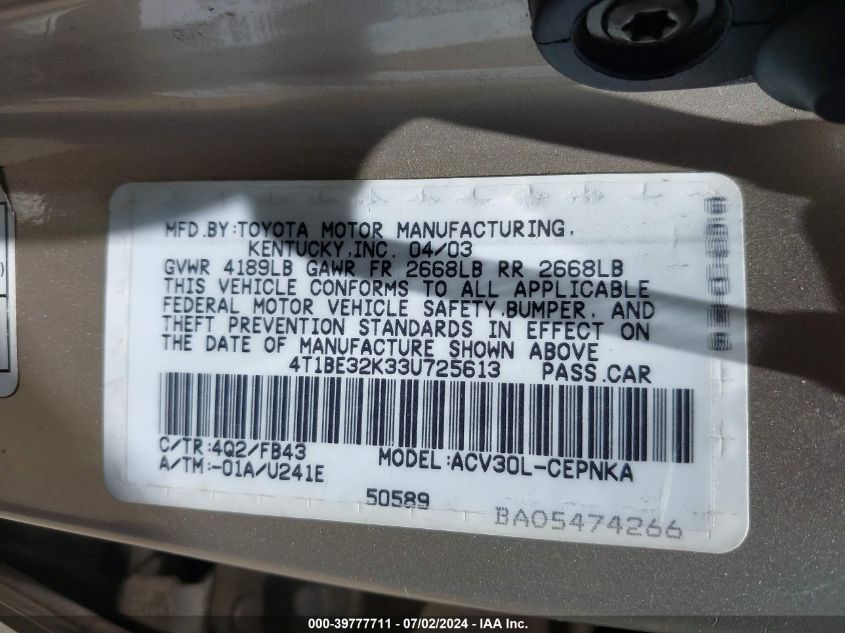 MFD.BY:TOYOTA MOTOR MANUFACTURING,
KENTUCKY,INC. 04/03
GVWR 4189LB GAWR FR 2668LB RR 2668LB
THIS VEHICLE CONFORMS TO ALL APPLICABLE
FEDERAL MOTOR VEHICLE SAFETY,BUMPER, AND
THEFT PREVENTION STANDARDS IN EFFECT ON
THE DATE OF MANUFACTURE SHOWN ABOVE
4T1BE32K33U725613 PASS.CAR
C/TR:4Q2/FB43
A/TM:-01A/U241E
MODEL:ACV30L-CEPNKA
50589
BA05474266
000-39777711 - 07/02/2024 - IAAI.com